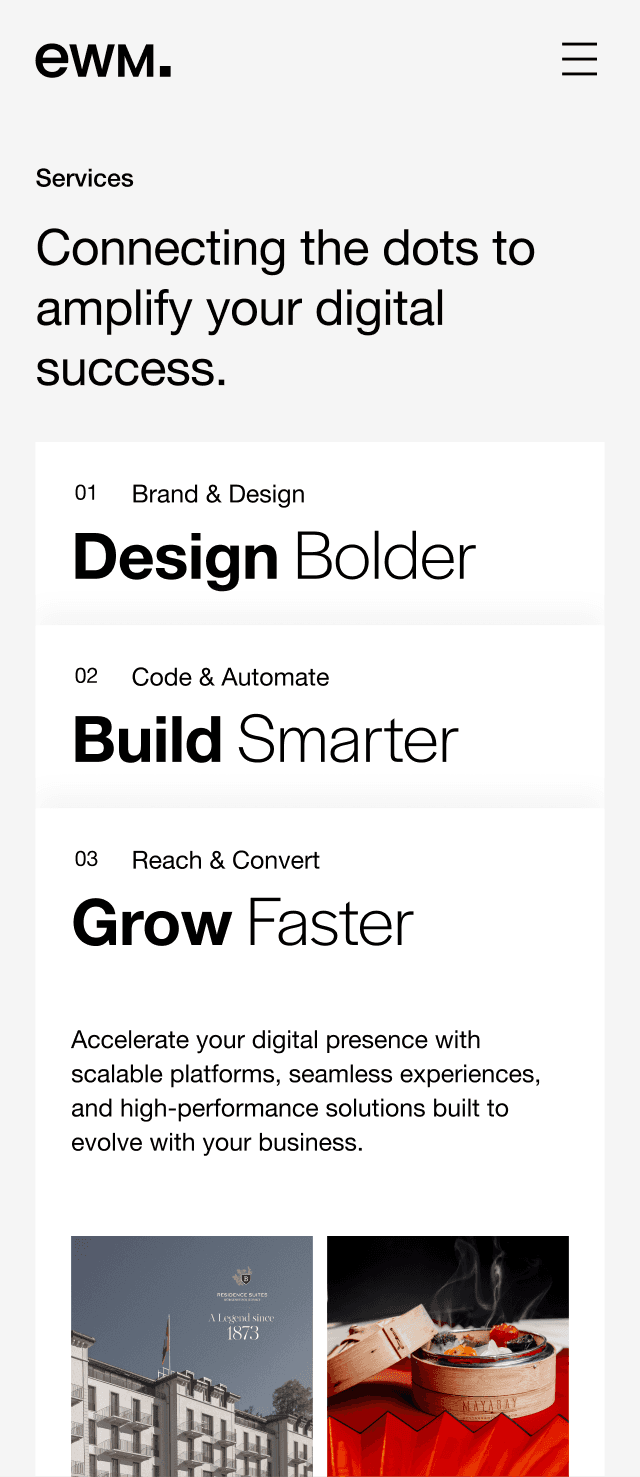 ewm.
Services
Connecting the dots to
amplify your digital
success.
01 Brand & Design
Design Bolder
02 Code & Automate
Build Smarter
03 Reach & Convert
Grow Faster
Accelerate your digital presence with
scalable platforms, seamless experiences,
and high-performance solutions built to
evolve with your business.
B
RESIDENCE SUITES
A Legend since
1873
MAYABAY